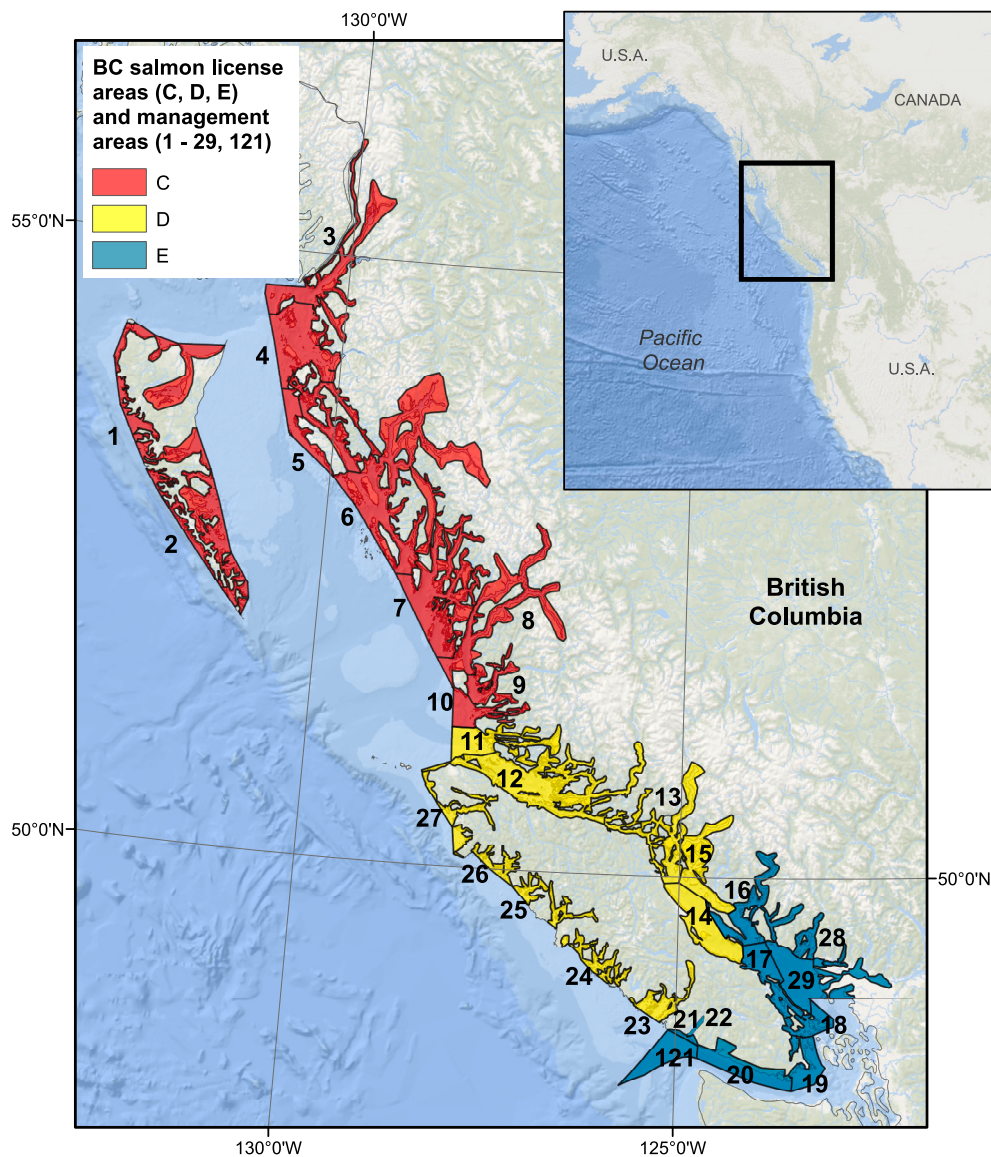 130°0'W
BC salmon license
areas (C, D, E)
and management
areas (1 - 29, 121)
C
D
E
U.S.A.
CANADA
Pacific
Ocean
U.S.A.
55°0'N
3
4
1
5
2
6
7
8
British
Columbia
9
10
11
12
13
27
50°0'N
15
50°0'N
26
16
25
14
28
17
24
29
23
21
22
18
121
20
19
130°0'W
125°0'W